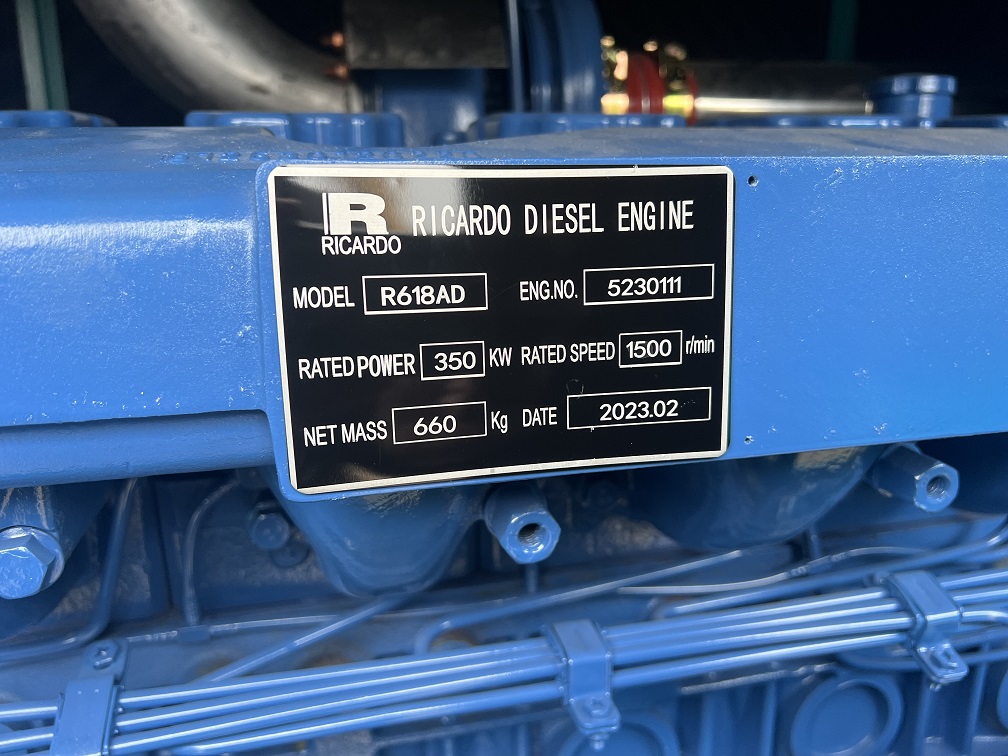 R
RICARDO
RICARDO DIESEL ENGINE
MODEL R618AD ENG.NO. 5230111
RATED POWER 350 KW RATED SPEED 1500 r/min
NET MASS 660 Kg DATE 2023.02